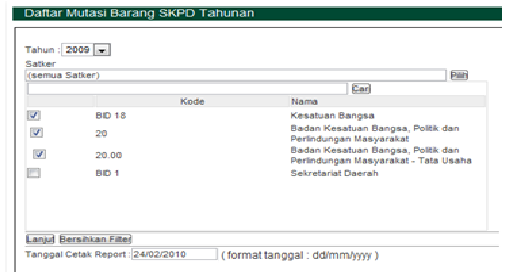 Daftar Mutasi Barang SKPD Tahunan
Tahun : 2009
Satker
(semua Satker) Pilih
Cari
Kode Nama
BID 18 Kesatuan Bangsa
20 Badan Kesatuan Bangsa, Politik dan
Perlindungan Masyarakat
20.00 Badan Kesatuan Bangsa, Politik dan
Perlindungan Masyarakat - Tata Usaha
BID 1 Sekretariat Daerah
Lanjut Bersihkan Filter
Tanggal Cetak Report : 24/02/2010 ( format tanggal : dd/mm/yyyy )